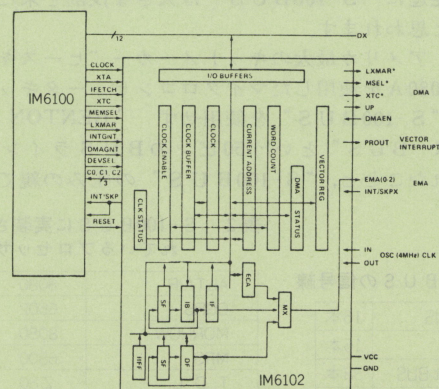 12
DX
I/O BUFFERS
IM6100
CLOCK
XTA
IFETCH
XTC
MEMSEL
LXMAR
INTGNT
DMAGNT
DEVSEL
C0, C1, C2
3
INT*SKP
RESET
CLK STATUS
CLOCK ENABLE
CLOCK BUFFER
CLOCK
CURRENT ADDRESS
WORD COUNT
DMA STATUS
VECTOR REG
LXMAR*
MSEL*
XTC*
UP
DMAEN
DMA
PROUT
VECTOR
INTERRUPT
EMA(0-2)
EMA
INT/SKPX
IN
OUT
OSC (4MHz) CLK
ECA
SF
IB
IF
MX
IIFF
SF
DF
VCC
GND
IM6102